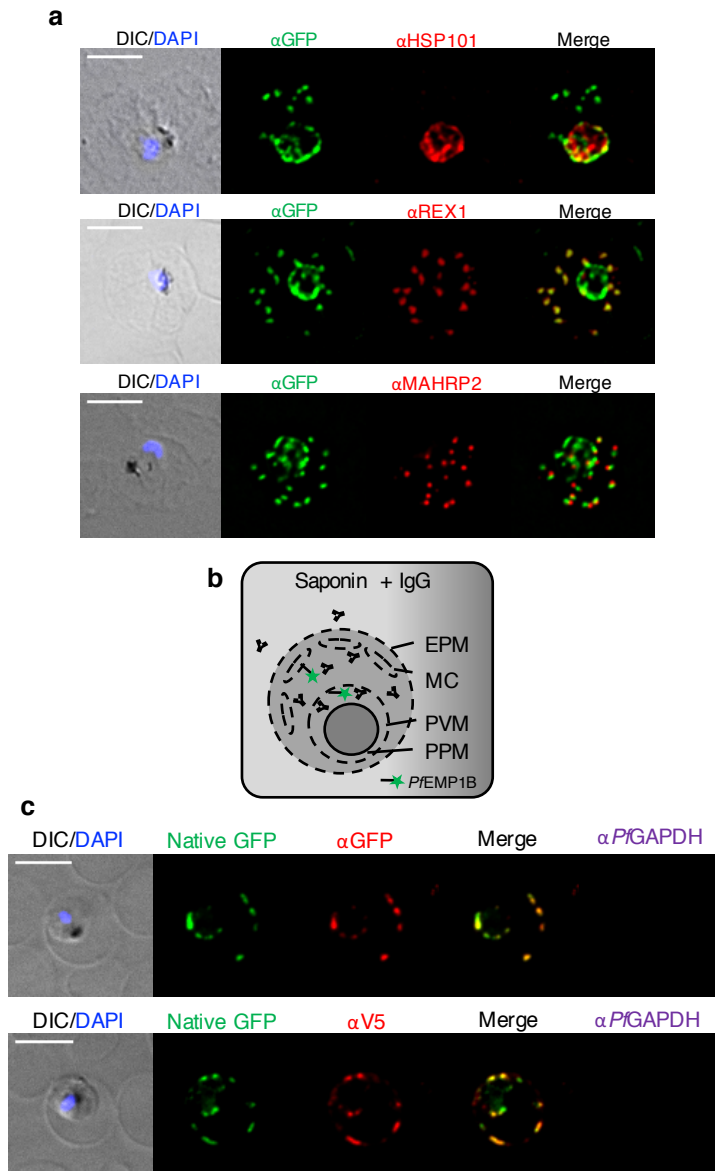 a
DIC/DAPI αGFP αHSP101 Merge
DIC/DAPI αGFP αREX1 Merge
DIC/DAPI αGFP αMAHRP2 Merge
b
Saponin + IgG
EPM
MC
PVM
PPM
PfEMP1B
c
DIC/DAPI Native GFP αGFP Merge αPfGAPDH
DIC/DAPI Native GFP αV5 Merge αPfGAPDH